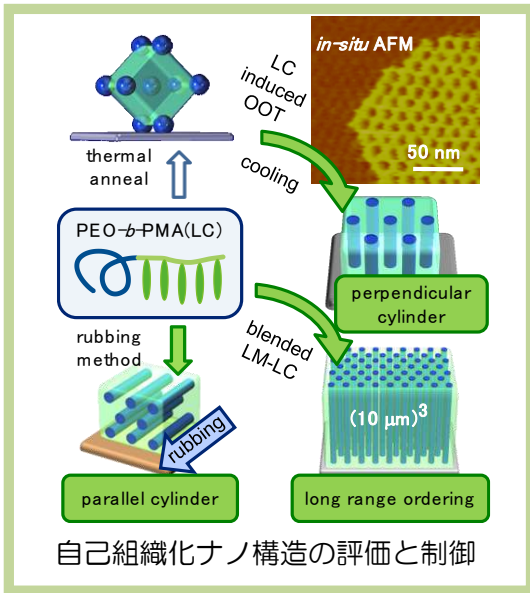 in-situ AFM
LC
induced
OOT
50 nm
thermal
anneal
cooling
PEO-b-PMA(LC)
perpendicular
cylinder
rubbing
method
blended
LM-LC
(10 μm)³
rubbing
parallel cylinder
long range ordering
自己組織化ナノ構造の評価と制御